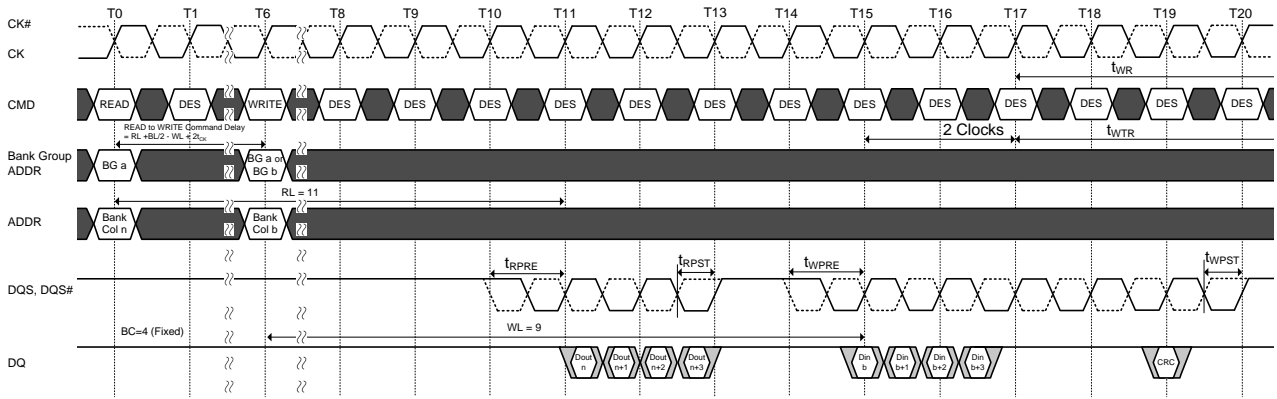 T0 T1 T6 T8 T9 T10 T11 T12 T13 T14 T15 T16 T17 T18 T19 T20
CK#
CK
tWR
CMD READ DES WRITE DES DES DES DES DES DES DES DES DES DES DES DES DES
READ to WRITE Command Delay
= RL +BL/2 - WL + 2tCK
2 Clocks
tWTR
Bank Group
ADDR
BG a
BG a or
BG b
RL = 11
ADDR
Bank
Col n
Bank
Col b
tRPRE tRPST tWPRE tWPST
DQS, DQS#
BC=4 (Fixed)
WL = 9
DQ
Dout
n
Dout
n+1
Dout
n+2
Dout
n+3
Din
b
Din
b+1
Din
b+2
Din
b+3
CRC